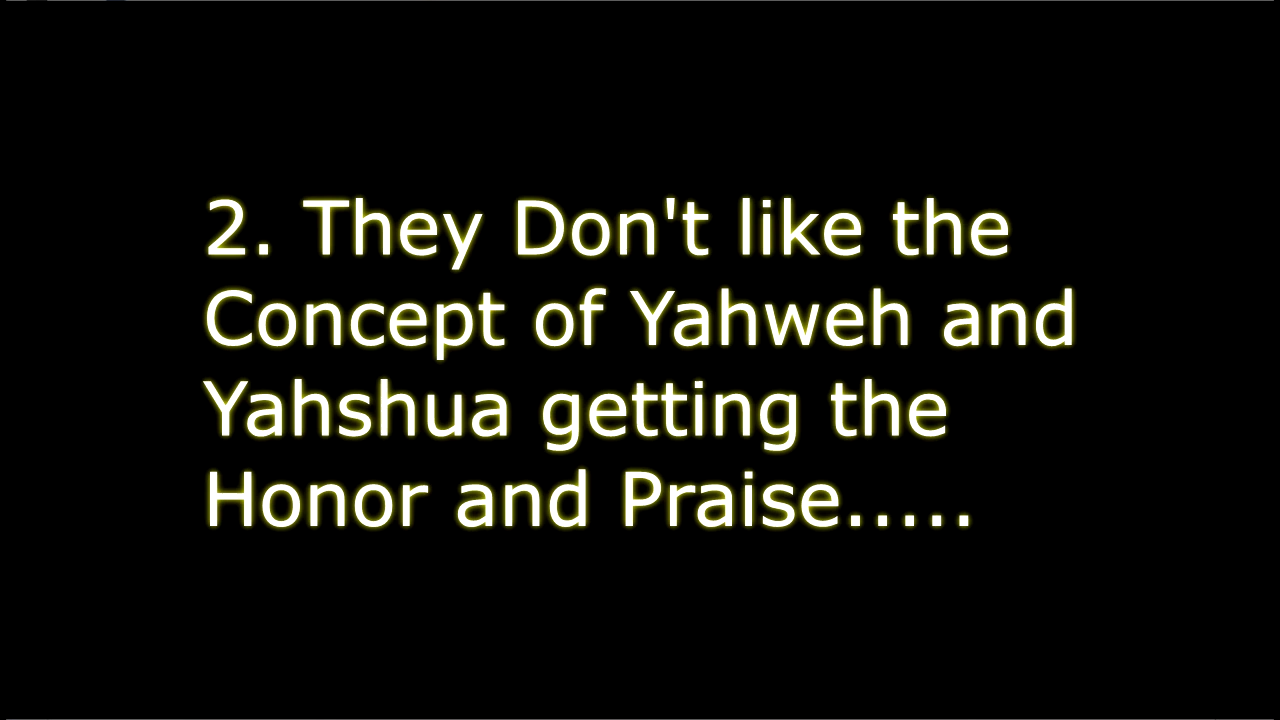 2. They Don't like the
Concept of Yahweh and
Yahshua getting the
Honor and Praise.....